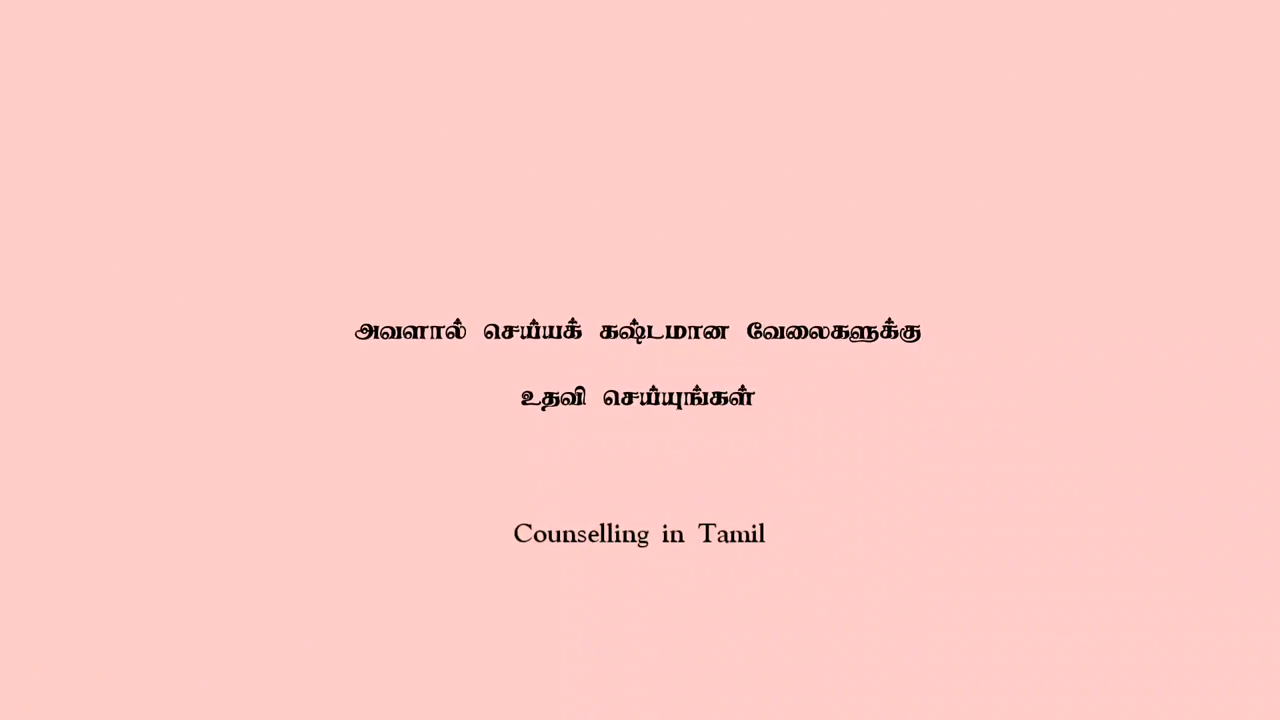 அவளால் செய்யக் கஷ்டமான வேலைகளுக்கு
உதவி செய்யுங்கள்
Counselling in Tamil